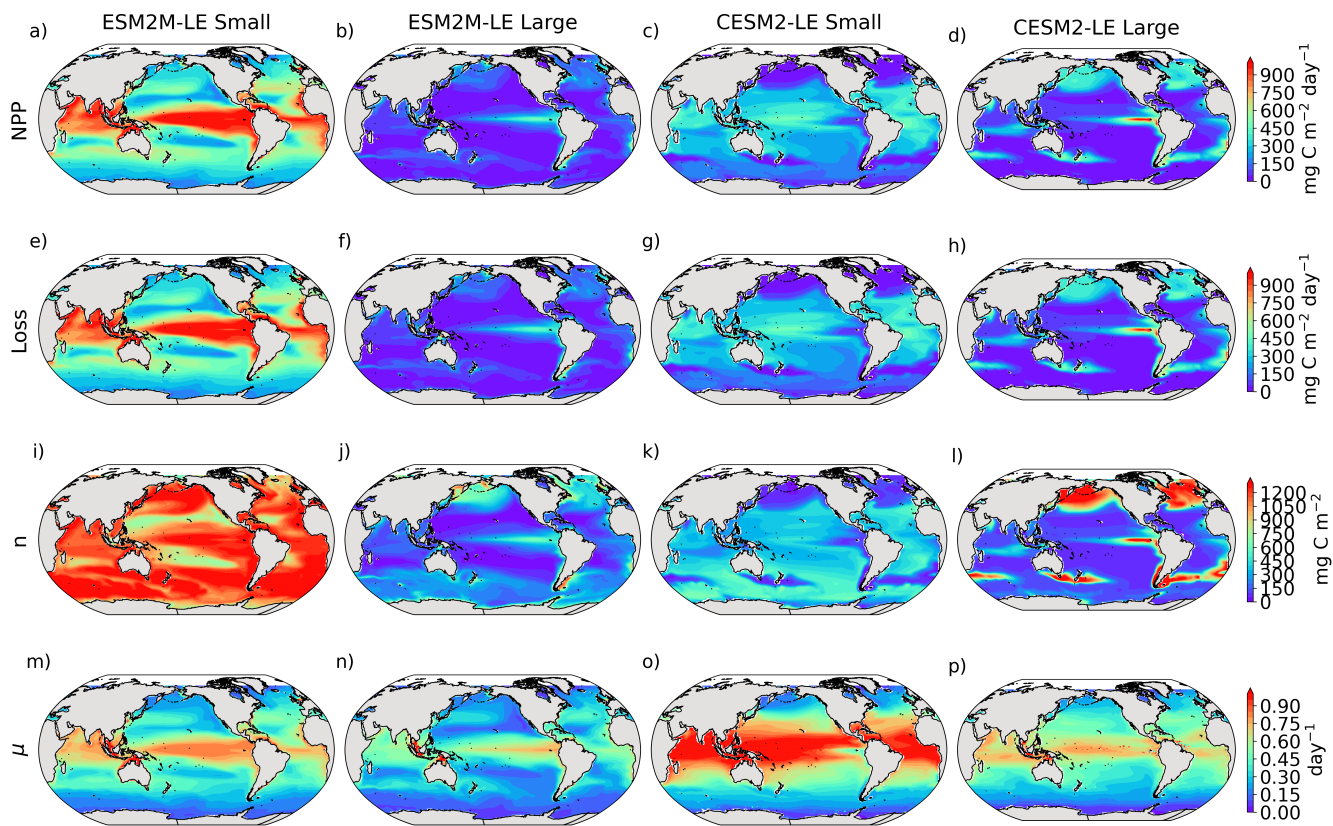 ESM2M-LE Small
ESM2M-LE Large
CESM2-LE Small
CESM2-LE Large
a)
b)
c)
d)
NPP
900
750
600
450
300
150
0
mg C m⁻² day⁻¹
e)
f)
g)
h)
Loss
900
750
600
450
300
150
0
mg C m⁻² day⁻¹
i)
j)
k)
l)
n
1200
1050
900
750
600
450
300
150
0
mg C m⁻²
m)
n)
o)
p)
μ
0.90
0.75
0.60
0.45
0.30
0.15
0.00
day⁻¹